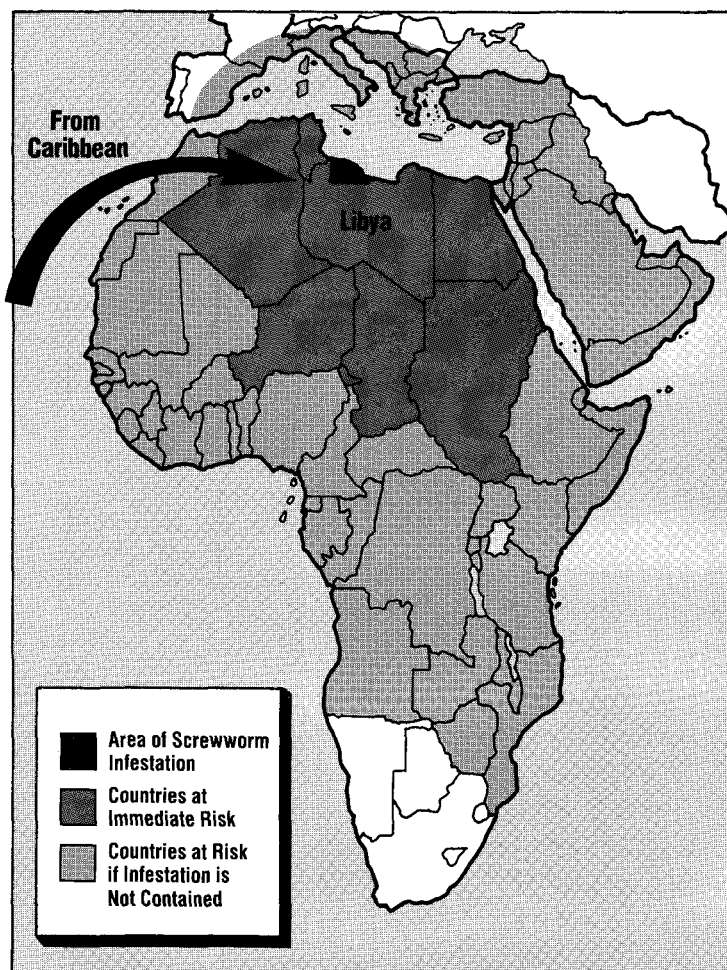 From
Caribbean
Libya
Area of Screwworm
Infestation
Countries at
Immediate Risk
Countries at Risk
if Infestation is
Not Contained